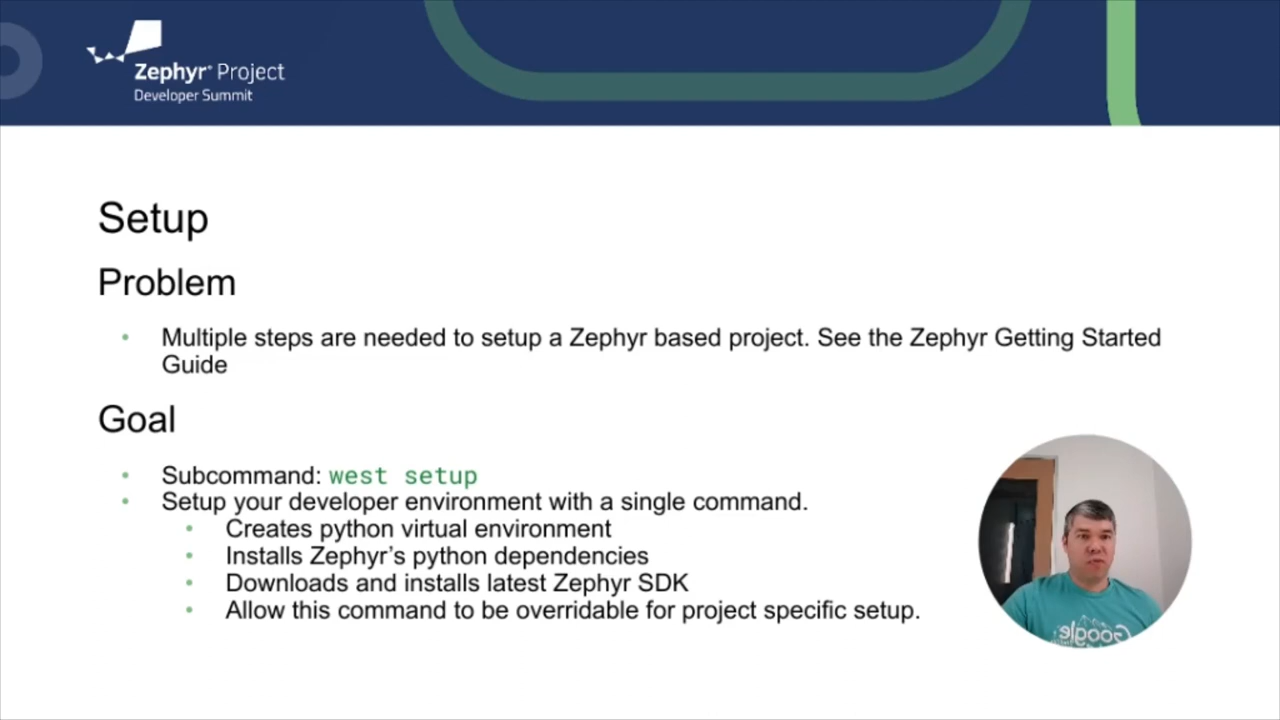 Zephyr® Project
Developer Summit
Setup
Problem
• Multiple steps are needed to setup a Zephyr based project. See the Zephyr Getting Started
Guide
Goal
• Subcommand: west setup
• Setup your developer environment with a single command.
• Creates python virtual environment
• Installs Zephyr’s python dependencies
• Downloads and installs latest Zephyr SDK
• Allow this command to be overridable for project specific setup.
Google